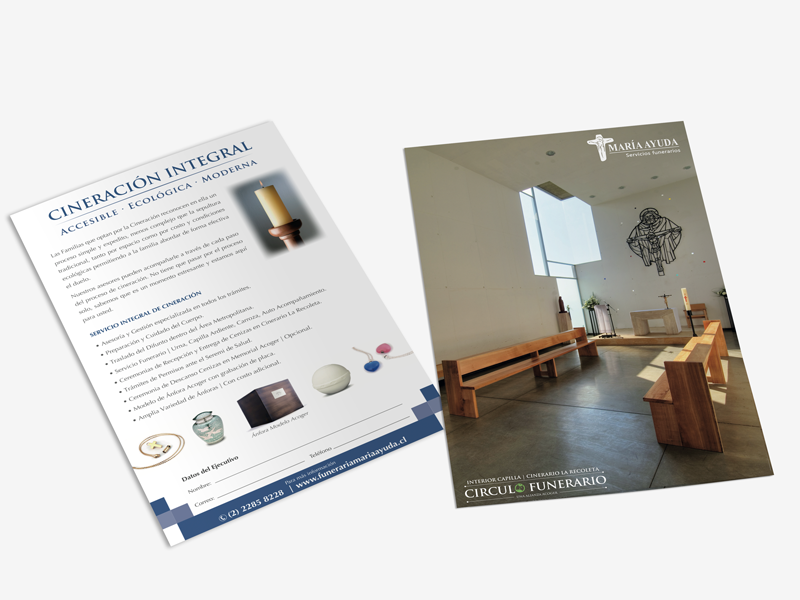 CINERACIÓN INTEGRAL
ACCESIBLE · ECOLÓGICA · MODERNA
Las Familias que optan por la Cineración reconocen en ella un
proceso simple y expedito, menos complejo que la sepultura
tradicional, tanto por espacio como por costo y condiciones
ecológicas permitiendo a la familia abordar de forma efectiva
el duelo.
Nuestros asesores pueden acompañarle a través de cada paso
del proceso de cineración. No tiene que pasar por el proceso
solo, sabemos que es un momento estresante y estamos aquí
para usted.
SERVICIO INTEGRAL DE CINERACIÓN
• Asesoría y Gestión especializada en todos los trámites.
• Preparación y Cuidado del Cuerpo.
• Traslado del Difunto dentro del Área Metropolitana.
• Servicio Funerario | Urna, Capilla Ardiente, Carroza, Auto Acompañamiento.
• Ceremonias de Recepción y Entrega de Cenizas en Cinerario La Recoleta.
• Trámites de Permisos ante el Seremi de Salud.
• Ceremonia de Descanso Cenizas en Memorial Acoger | Opcional.
• Modelo de Ánfora Acoger con grabación de placa.
• Amplia Variedad de Ánforas | Con costo adicional.
Ánfora Modelo Acoger
Datos del Ejecutivo
Nombre:
Teléfono
Correo:
Para más información
(2) 2285 8228 | www.funerariamariaayuda.cl
MARÍA AYUDA
Servicios funerarios
INTERIOR CAPILLA | CINERARIO LA RECOLETA
CIRCULO FUNERARIO